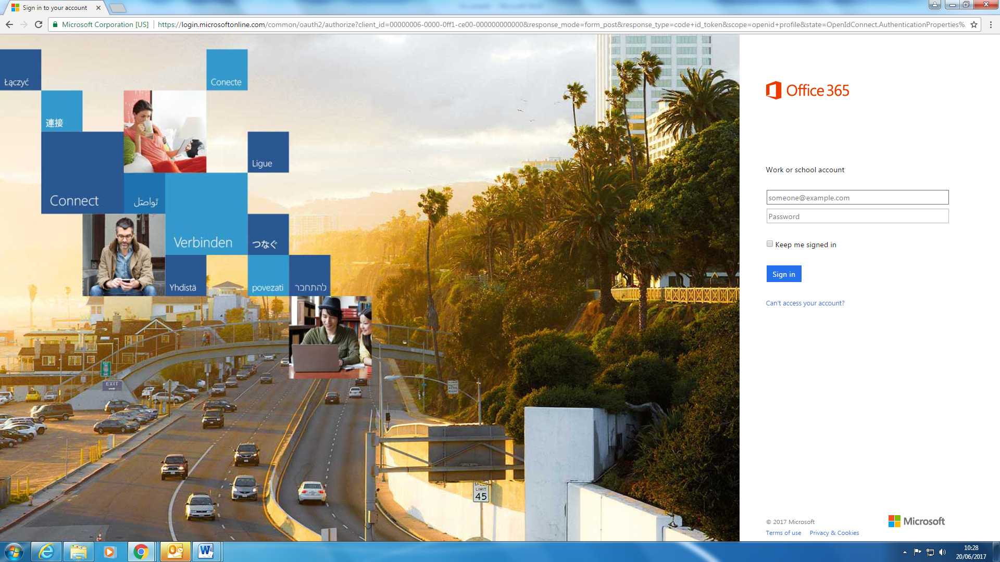 Sign in to your account
Microsoft Corporation [US]
https://login.microsoftonline.com/common/oauth2/authorize?client_id=00000006-0000-0ff1-ce00-000000000000&response_mode=form_post&response_type=code+id_token&scope=openid+profile&state=OpenIdConnect.AuthenticationProperties%
Łączyć
Conecte
連接
Ligue
Connect
تواصل
Verbinden
つなぐ
Yhdistä
povezati
להתחבר
EXIT
SPEED
LIMIT
45
Office 365
Work or school account
someone@example.com
Password
Keep me signed in
Sign in
Can't access your account?
© 2017 Microsoft
Terms of use
Privacy & Cookies
Microsoft
10:28
20/06/2017